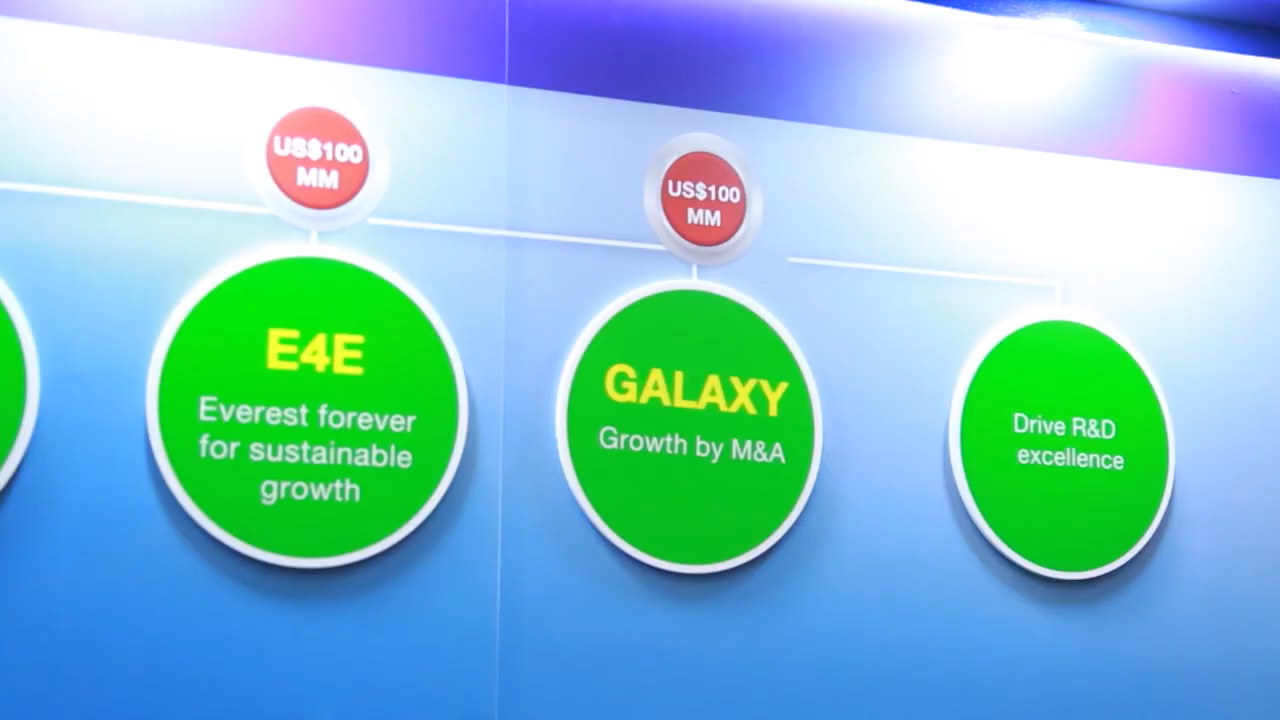 US$100
MM
E4E
Everest forever
for sustainable
growth
US$100
MM
GALAXY
Growth by M&A
Drive R&D
excellence